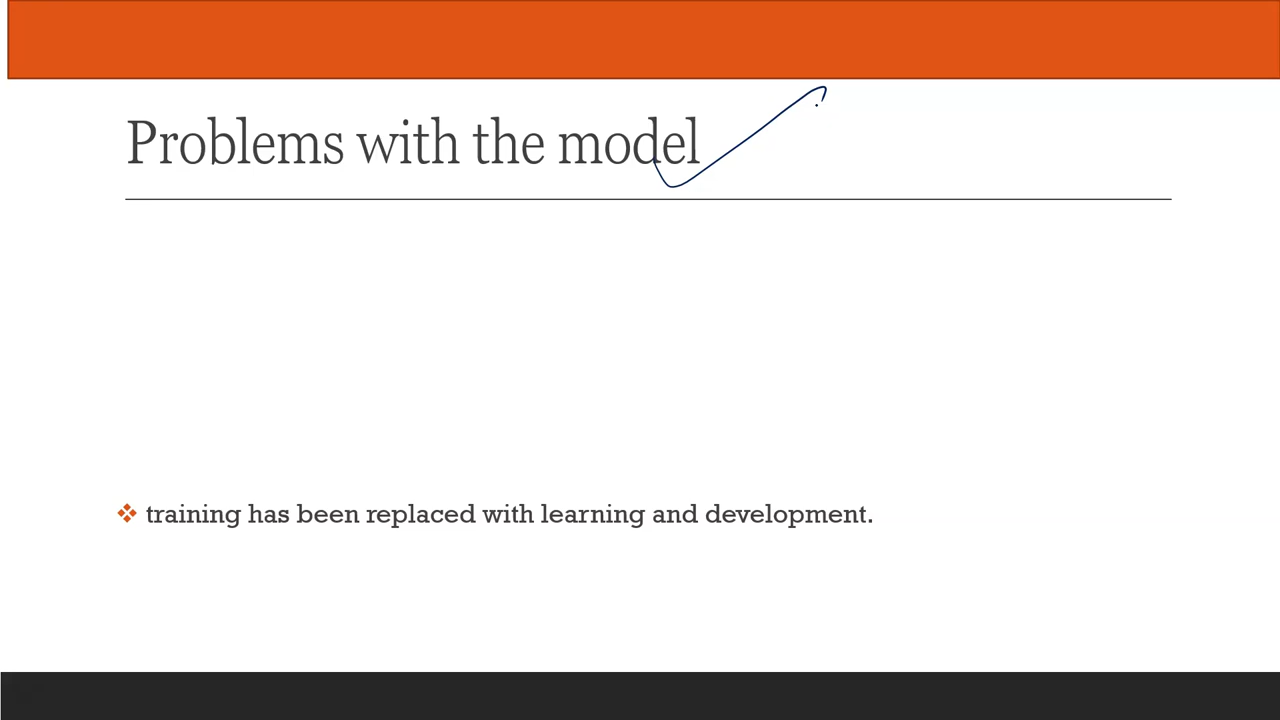 Problems with the model
training has been replaced with learning and development.